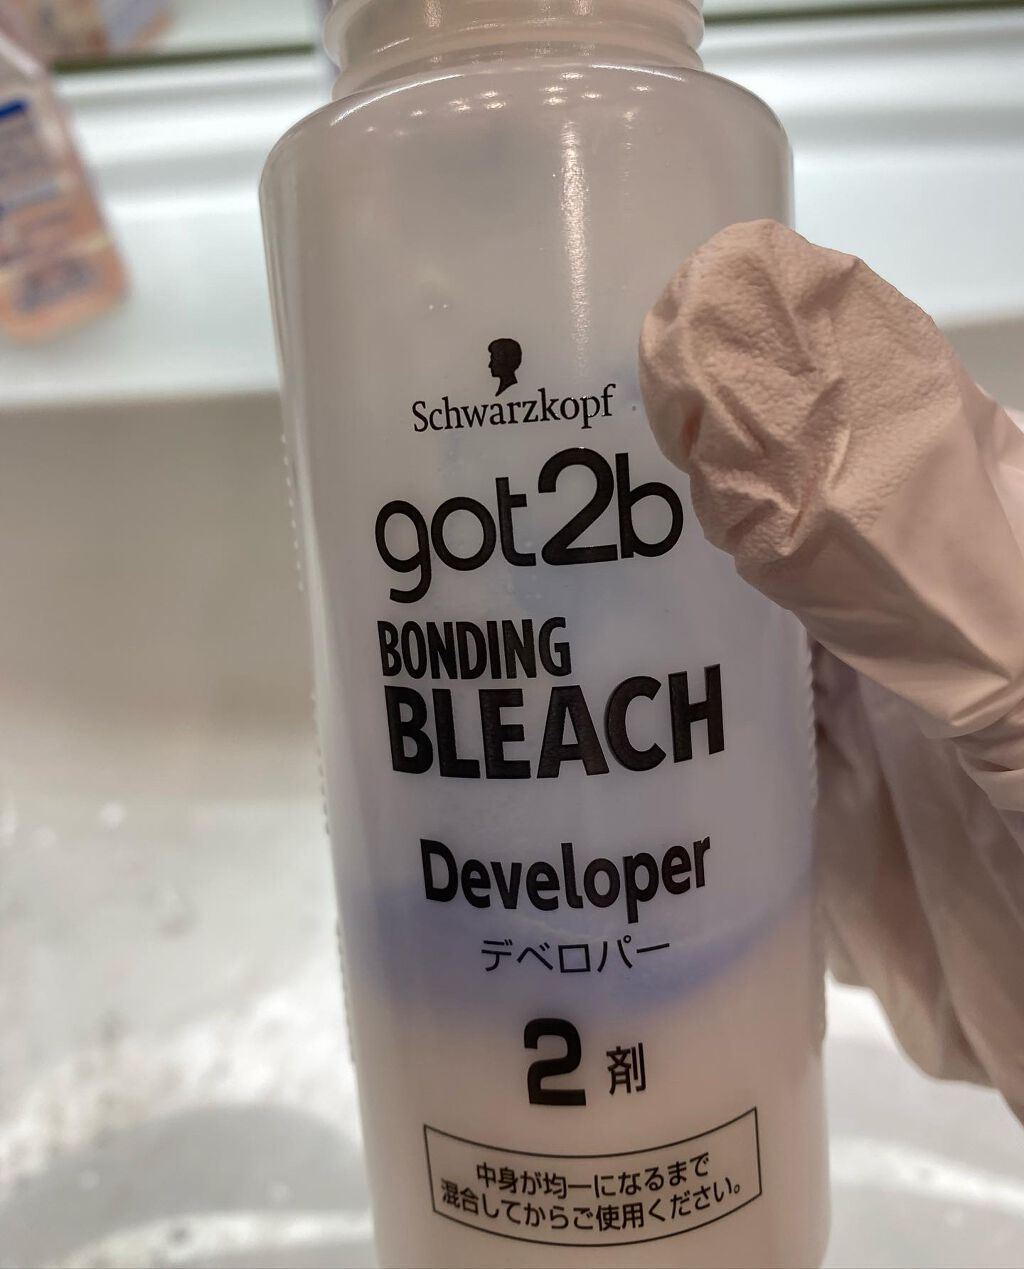 Schwarzkopf
got2b
BONDING
BLEACH
Developer
デベロパー
2剤
中身が均一になるまで
混合してからご使用ください。